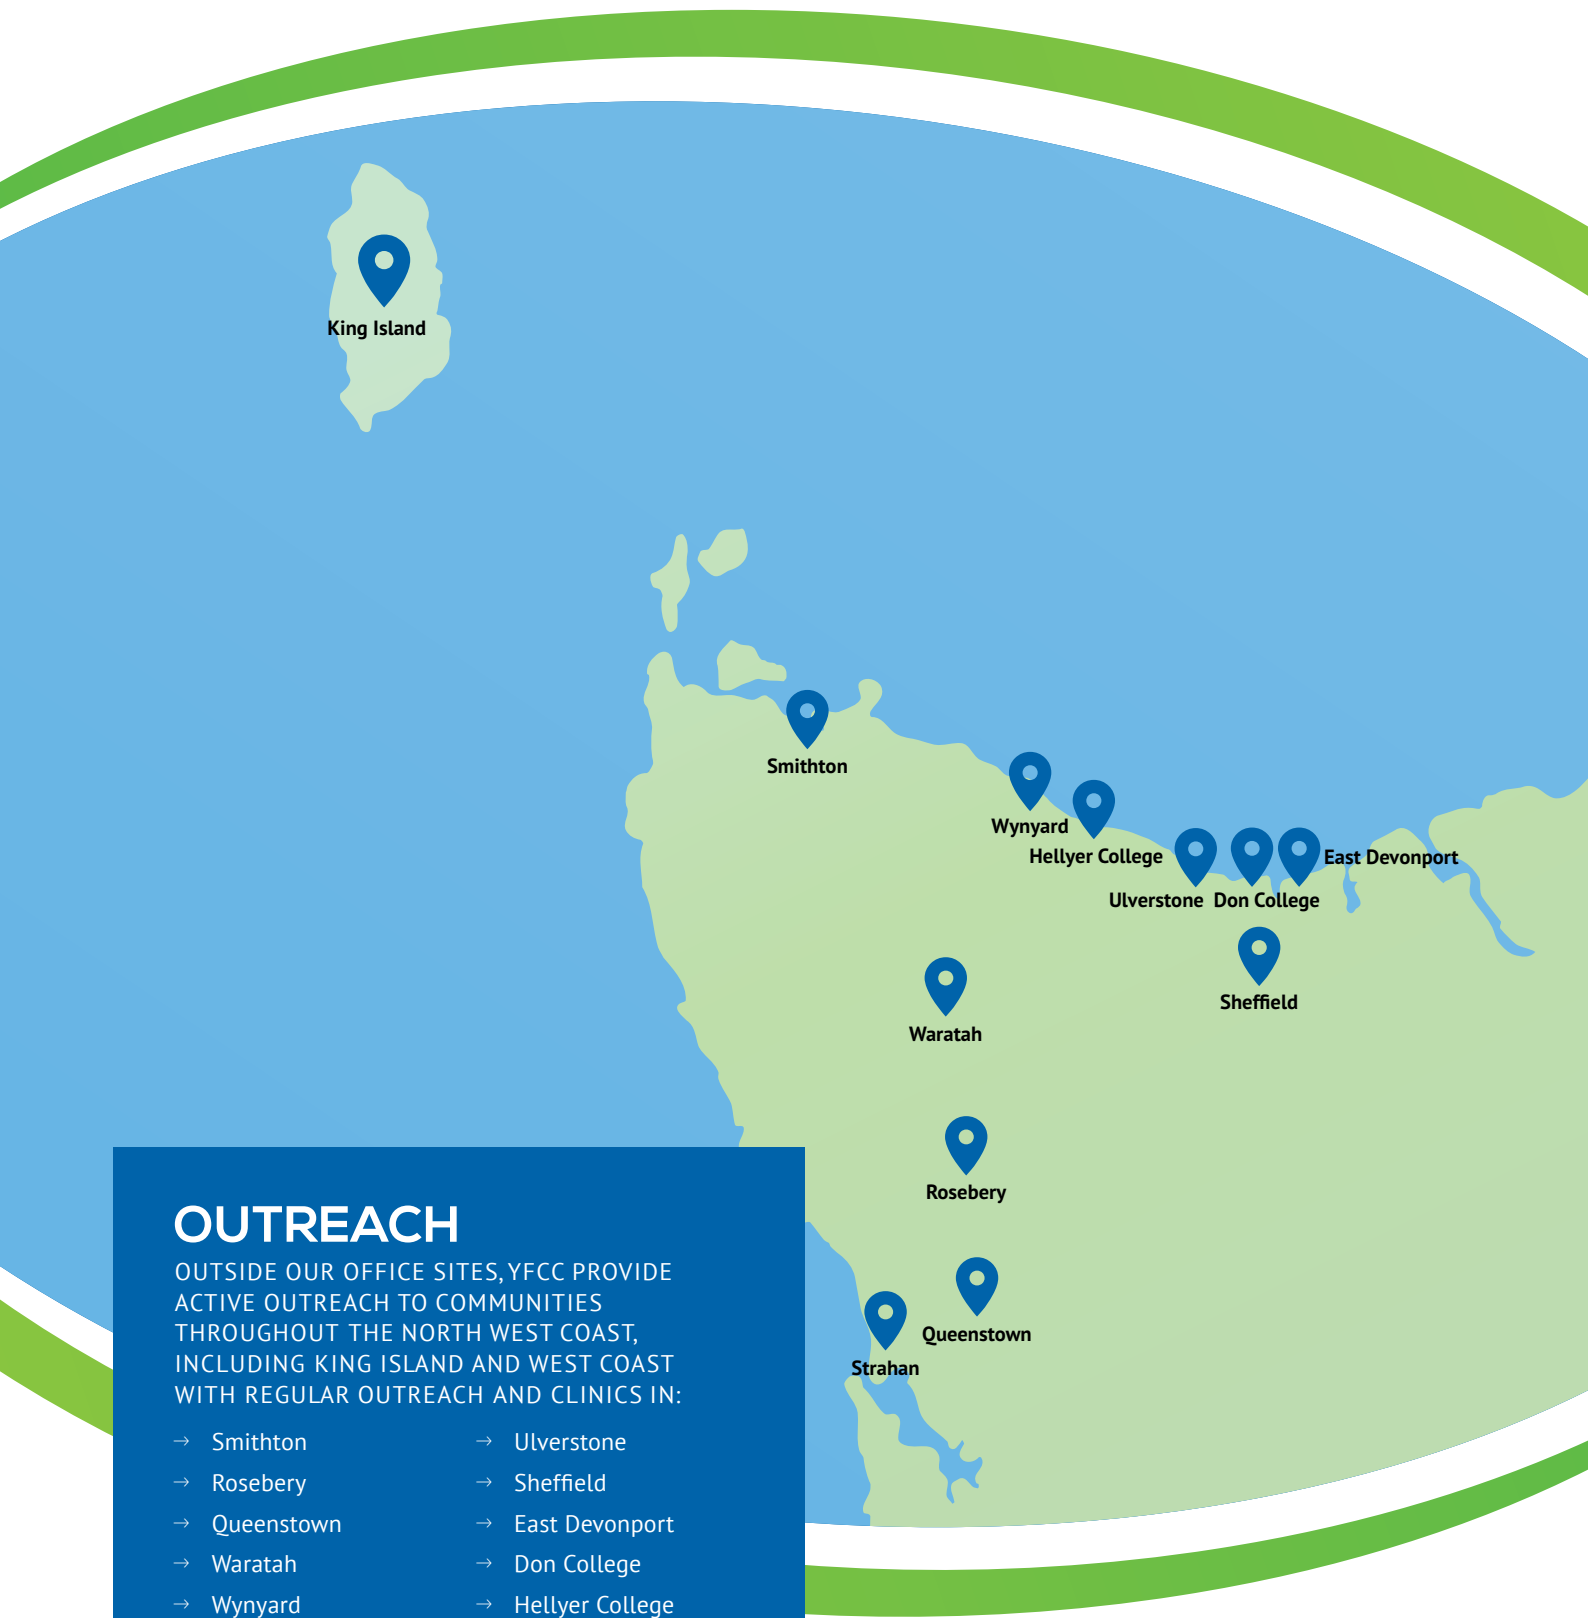 King Island
Smithton
Wynyard
Hellyer College
East Devonport
Ulverstone Don College
Sheffield
Waratah
Rosebery
Queenstown
Strahan
OUTREACH
OUTSIDE OUR OFFICE SITES, YFCC PROVIDE
ACTIVE OUTREACH TO COMMUNITIES
THROUGHOUT THE NORTH WEST COAST,
INCLUDING KING ISLAND AND WEST COAST
WITH REGULAR OUTREACH AND CLINICS IN:
→ Smithton
→ Rosebery
→ Queenstown
→ Waratah
→ Wynyard
→ Ulverstone
→ Sheffield
→ East Devonport
→ Don College
→ Hellyer College